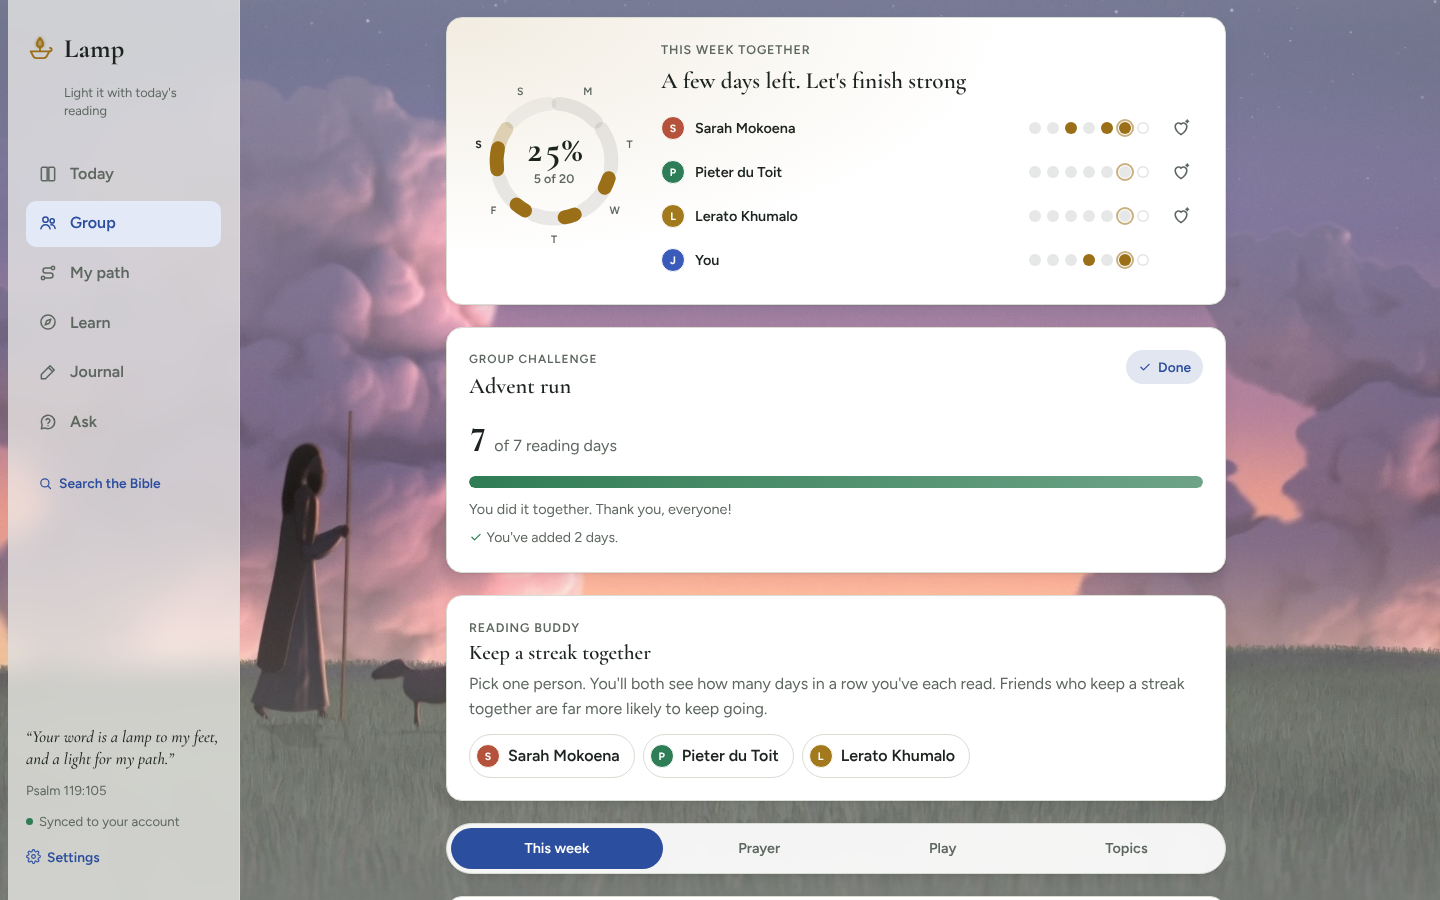 Lamp
Light it with today's
reading
Today
Group
My path
Learn
Journal
Ask
Search the Bible
“Your word is a lamp to my feet,
and a light for my path.”
Psalm 119:105
Synced to your account
Settings
S
M
T
W
T
F
S
25%
5 of 20
THIS WEEK TOGETHER
A few days left. Let's finish strong
S Sarah Mokoena
P Pieter du Toit
L Lerato Khumalo
J You
GROUP CHALLENGE
Done
Advent run
7 of 7 reading days
You did it together. Thank you, everyone!
You've added 2 days.
READING BUDDY
Keep a streak together
Pick one person. You'll both see how many days in a row you've each read. Friends who keep a streak
together are far more likely to keep going.
S Sarah Mokoena P Pieter du Toit L Lerato Khumalo
This week Prayer Play Topics